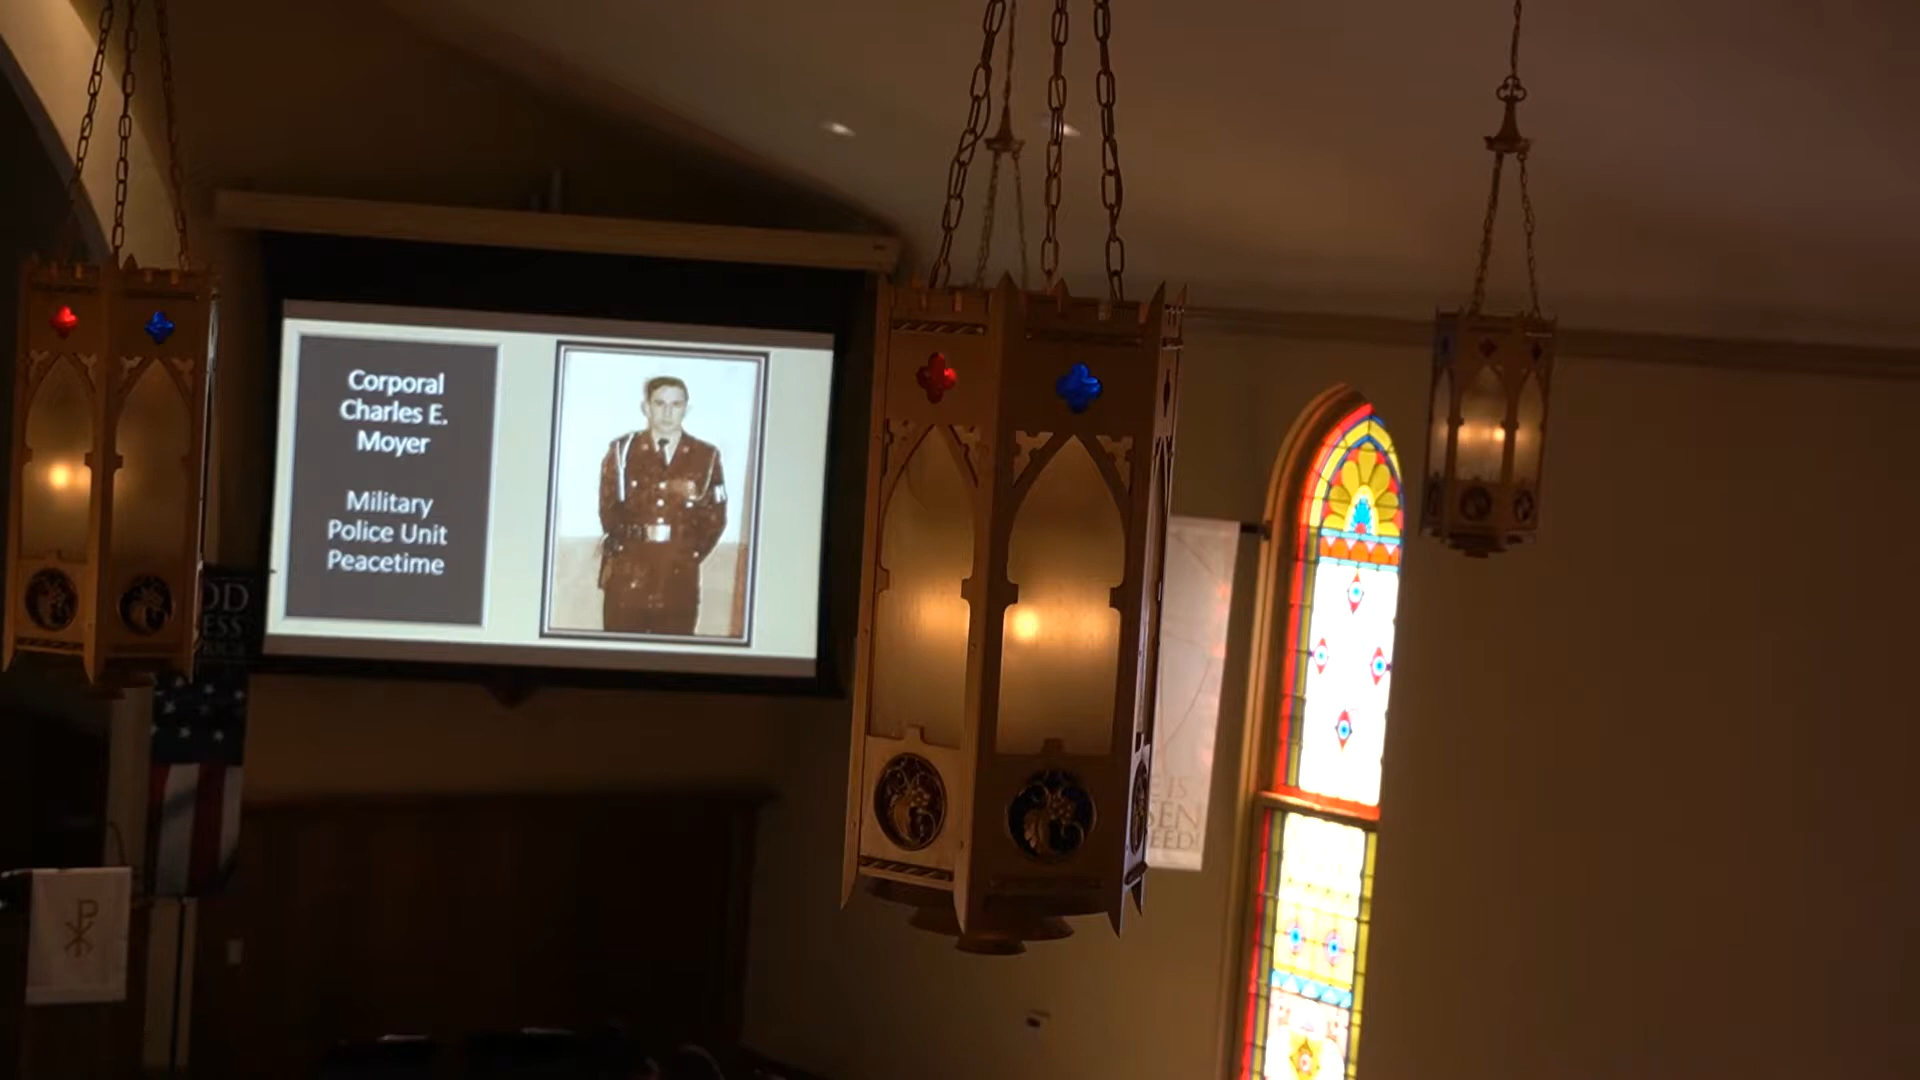 Corporal
Charles E.
Moyer
Military
Police Unit
Peacetime